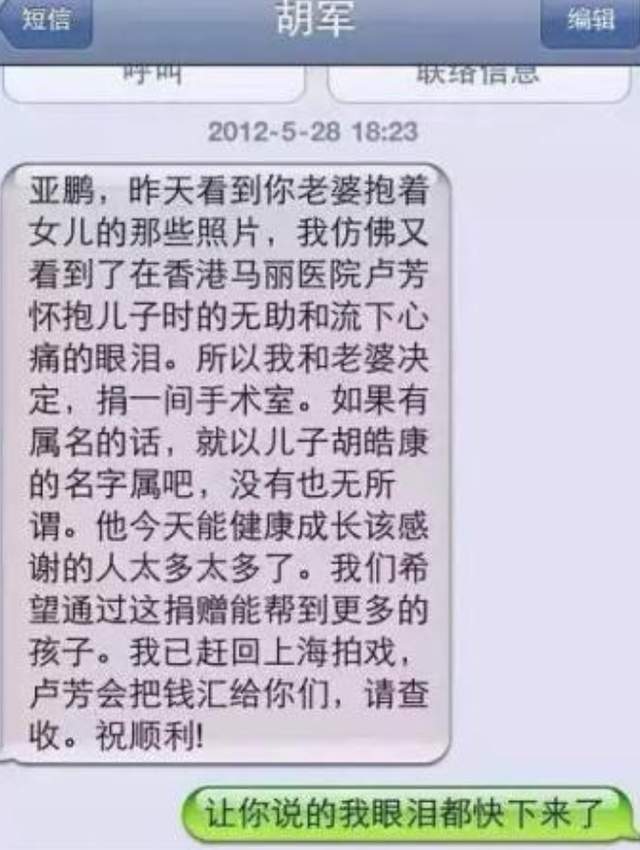 短信
胡军
编辑
呼叫
联络信息
2012-5-28 18:23
亚鹏，昨天看到你老婆抱着
女儿的那些照片，我仿佛又
看到了在香港马丽医院卢芳
怀抱儿子时的无助和流下心
痛的眼泪。所以我和老婆决
定，捐一间手术室。如果有
属名的话，就以儿子胡皓康
的名字属吧，没有也无所
谓。他今天能健康成长该感
谢的人太多太多了。我们希
望通过这捐赠能帮到更多的
孩子。我已赶回上海拍戏，
卢芳会把钱汇给你们，请查
收。祝顺利!
让你说的我眼泪都快下来了